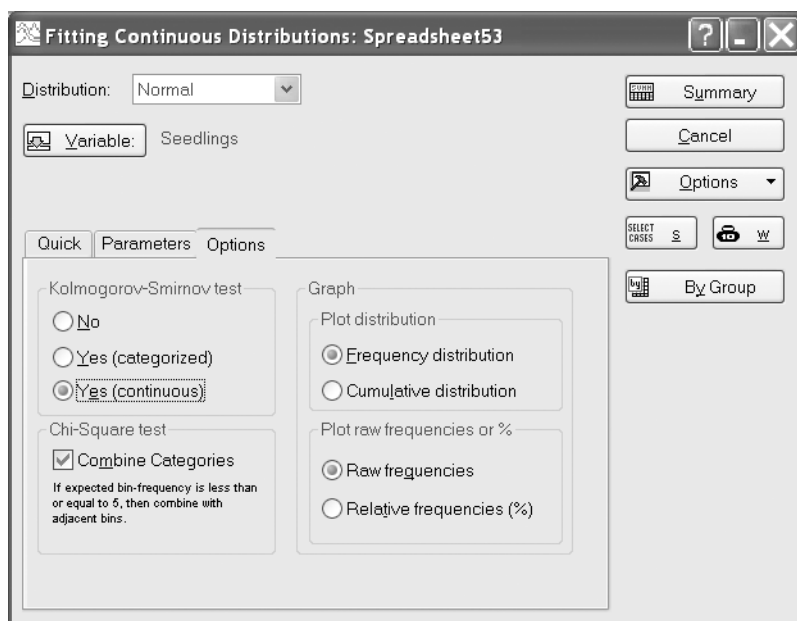 Fitting Continuous Distributions: Spreadsheet53
Distribution: Normal
Variable: Seedlings
Summary
Cancel
Options
SELECT CASES S
W
By Group
Quick Parameters Options
Kolmogorov-Smirnov test
No
Yes (categorized)
Yes (continuous)
Chi-Square test
Combine Categories
If expected bin-frequency is less than
or equal to 5, then combine with
adjacent bins.
Graph
Plot distribution
Frequency distribution
Cumulative distribution
Plot raw frequencies or %
Raw frequencies
Relative frequencies (%)